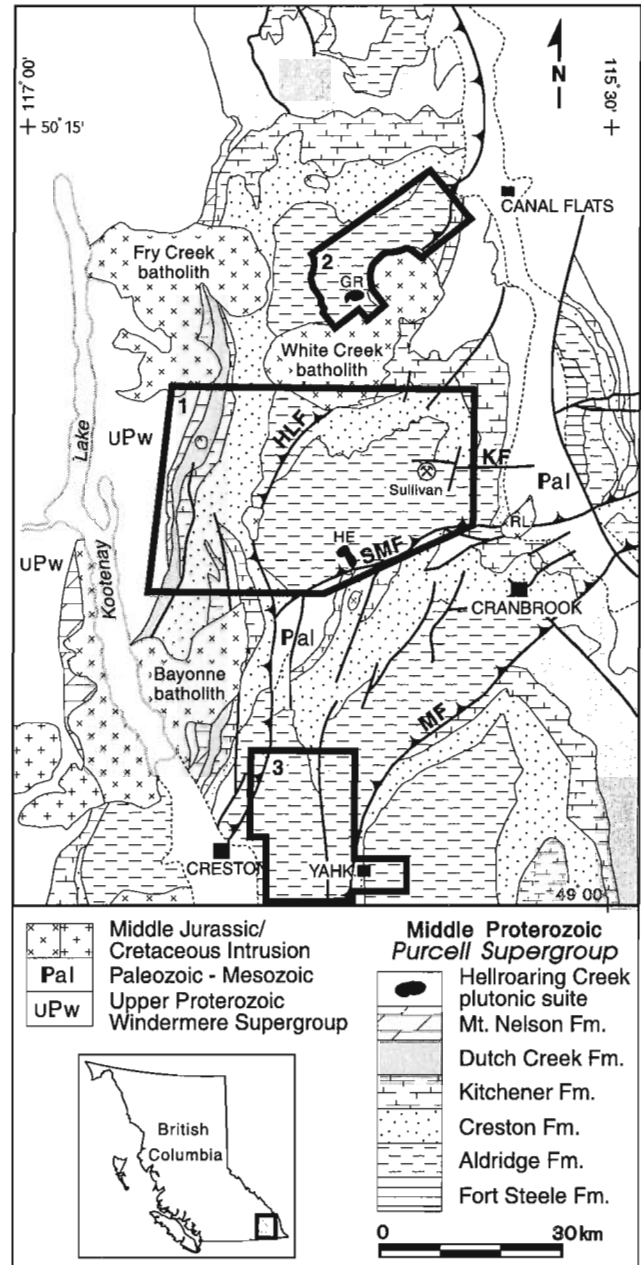 117° 00'
50° 15'
115° 30'
N
CANAL FLATS
Fry Creek
batholith
2
GR
White Creek
batholith
1
HLF
UPw
KF
Sullivan
Pal
Lake
HE
SMF
RL
UPw
Kootenay
CRANBROOK
Pal
Bayonne
batholith
MF
3
CRESTON
YAHK
49° 00'
Middle Jurassic/
Cretaceous Intrusion
Pal Paleozoic - Mesozoic
UPw Upper Proterozoic
Windermere Supergroup
British
Columbia
Middle Proterozoic
Purcell Supergroup
Hellroaring Creek
plutonic suite
Mt. Nelson Fm.
Dutch Creek Fm.
Kitchener Fm.
Creston Fm.
Aldridge Fm.
Fort Steele Fm.
0 30 km